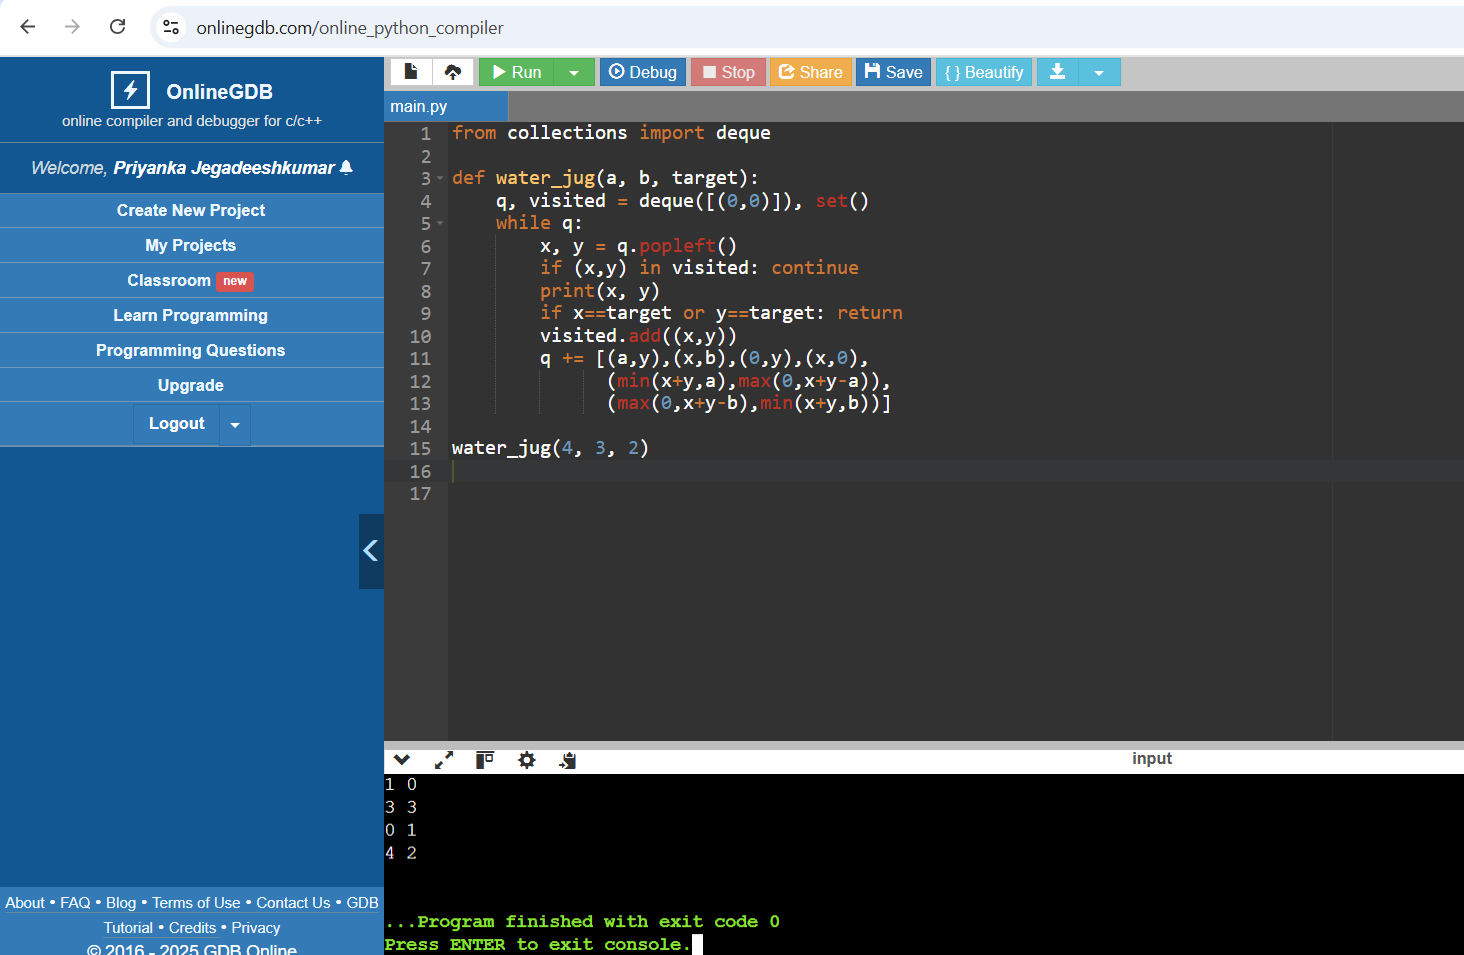 onlinegdb.com/online_python_compiler
OnlineGDB
online compiler and debugger for c/c++
Welcome, Priyanka Jegadeeshkumar
Create New Project
My Projects
Classroom new
Learn Programming
Programming Questions
Upgrade
Logout
About • FAQ • Blog • Terms of Use • Contact Us • GDB
Tutorial • Credits • Privacy
© 2016 - 2025 GDB Online
Run Debug Stop Share Save { } Beautify
main.py
1 from collections import deque
2
3 def water_jug(a, b, target):
4     q, visited = deque([(0,0)]), set()
5     while q:
6         x, y = q.popleft()
7         if (x,y) in visited: continue
8         print(x, y)
9         if x==target or y==target: return
10         visited.add((x,y))
11         q += [(a,y),(x,b),(0,y),(x,0),
12               (min(x+y,a),max(0,x+y-a)),
13               (max(0,x+y-b),min(x+y,b))]
14
15 water_jug(4, 3, 2)
16
17
input
1 0
3 3
0 1
4 2
...Program finished with exit code 0
Press ENTER to exit console.